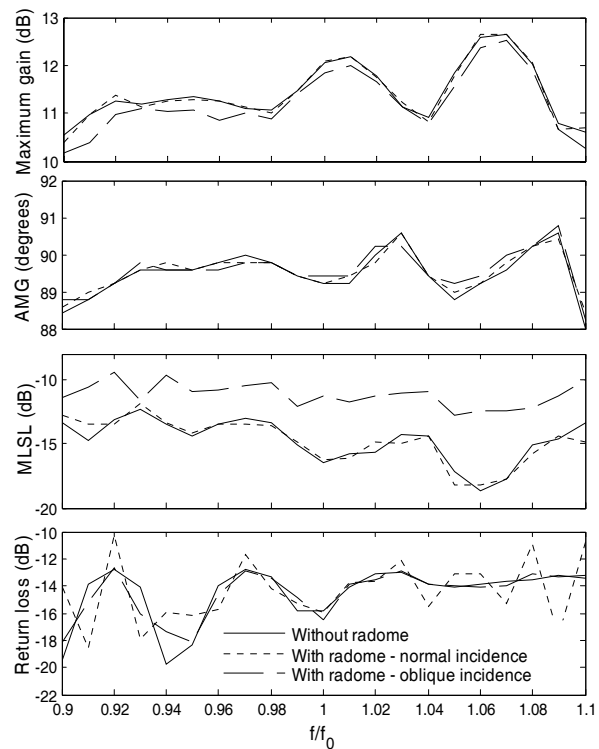 Maximum gain (dB)
13
12
11
10
AMG (degrees)
92
91
90
89
88
MLSL (dB)
-10
-15
-20
Return loss (dB)
-10
-12
-14
-16
-18
-20
-22
Without radome
With radome - normal incidence
With radome - oblique incidence
0.9 0.92 0.94 0.96 0.98 1 1.02 1.04 1.06 1.08 1.1
f/f0